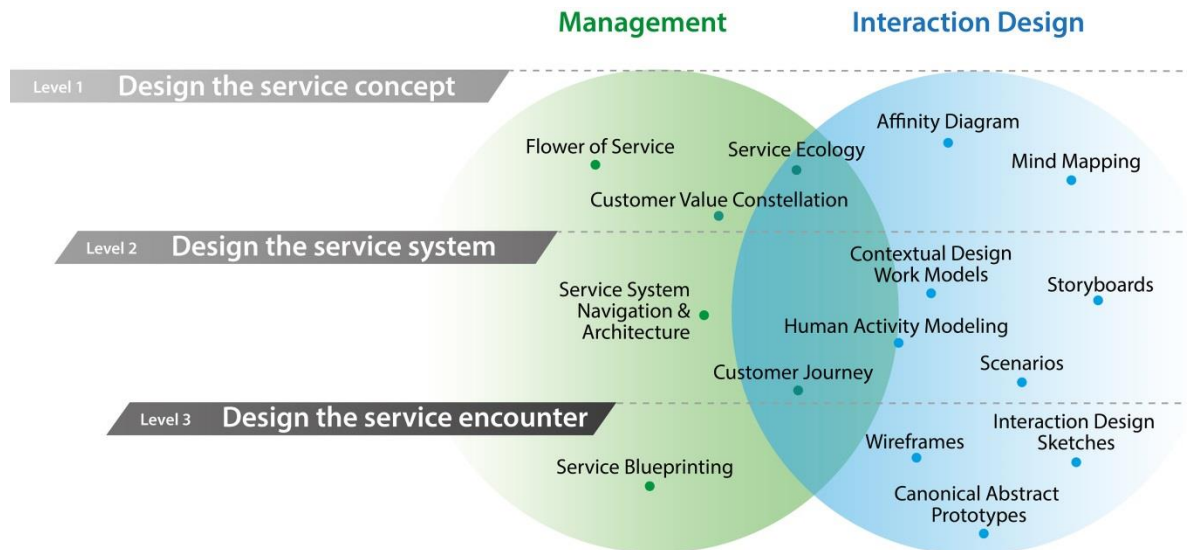 Management
Interaction Design
Level 1 Design the service concept
Affinity Diagram
Flower of Service
Service Ecology
Mind Mapping
Customer Value Constellation
Level 2 Design the service system
Contextual Design
Work Models
Storyboards
Service System
Navigation &
Architecture
Human Activity Modeling
Customer Journey
Scenarios
Level 3 Design the service encounter
Wireframes
Interaction Design
Sketches
Service Blueprinting
Canonical Abstract
Prototypes